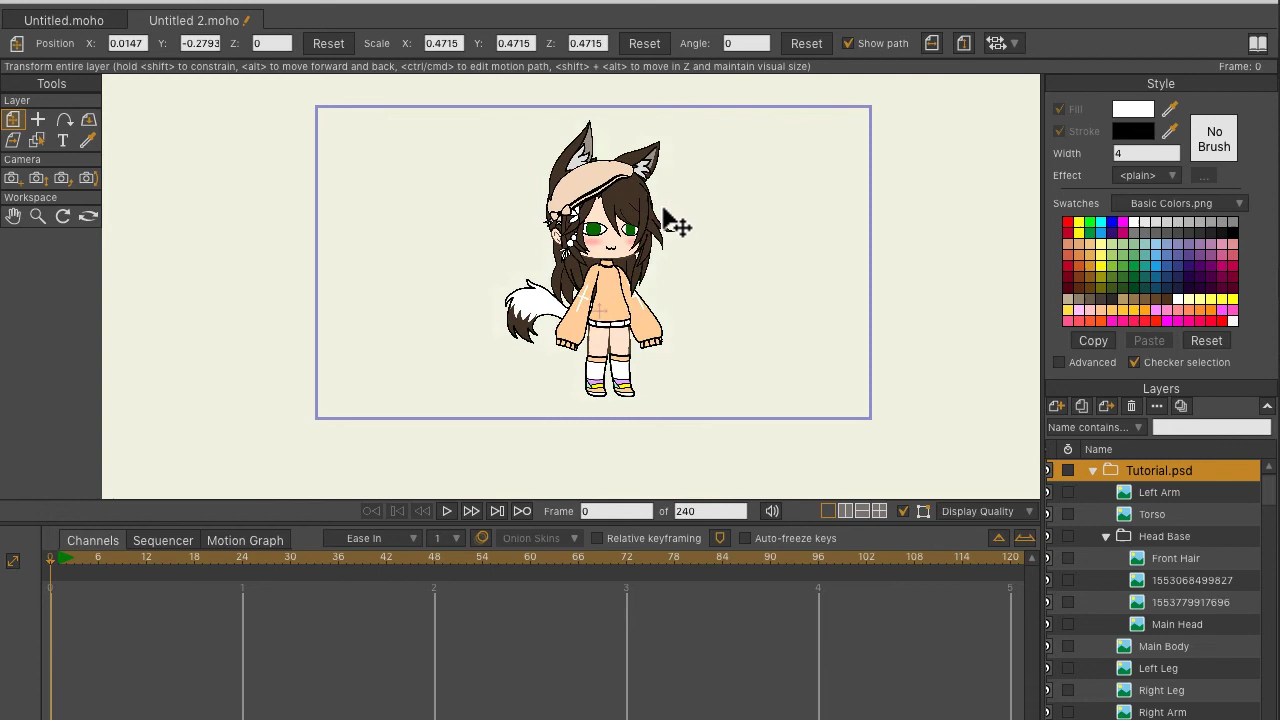 Untitled.moho Untitled 2.moho
Position X: 0.0147 Y: -0.2793 Z: 0 Reset Scale X: 0.4715 Y: 0.4715 Z: 0.4715 Reset Angle: 0 Reset Show path
Transform entire layer (hold <shift> to constrain, <alt> to move forward and back, <ctrl/cmd> to edit motion path, <shift> + <alt> to move in Z and maintain visual size) Frame: 0
Tools
Layer
T
Camera
Workspace
Style
Fill
Stroke
No
Brush
Width 4
Effect <plain> ...
Swatches Basic Colors.png
Copy Paste Reset
Advanced Checker selection
Layers
Name contains...
Name
Tutorial.psd
Left Arm
Torso
Head Base
Front Hair
1553068499827
1553779917696
Main Head
Main Body
Left Leg
Right Leg
Right Arm
Frame 0 of 240 Display Quality
Channels Sequencer Motion Graph Ease In 1 Onion Skins Relative keyframing Auto-freeze keys
0 6 12 18 24 30 36 42 48 54 60 66 72 78 84 90 96 102 108 114 120
0 1 2 3 4 5